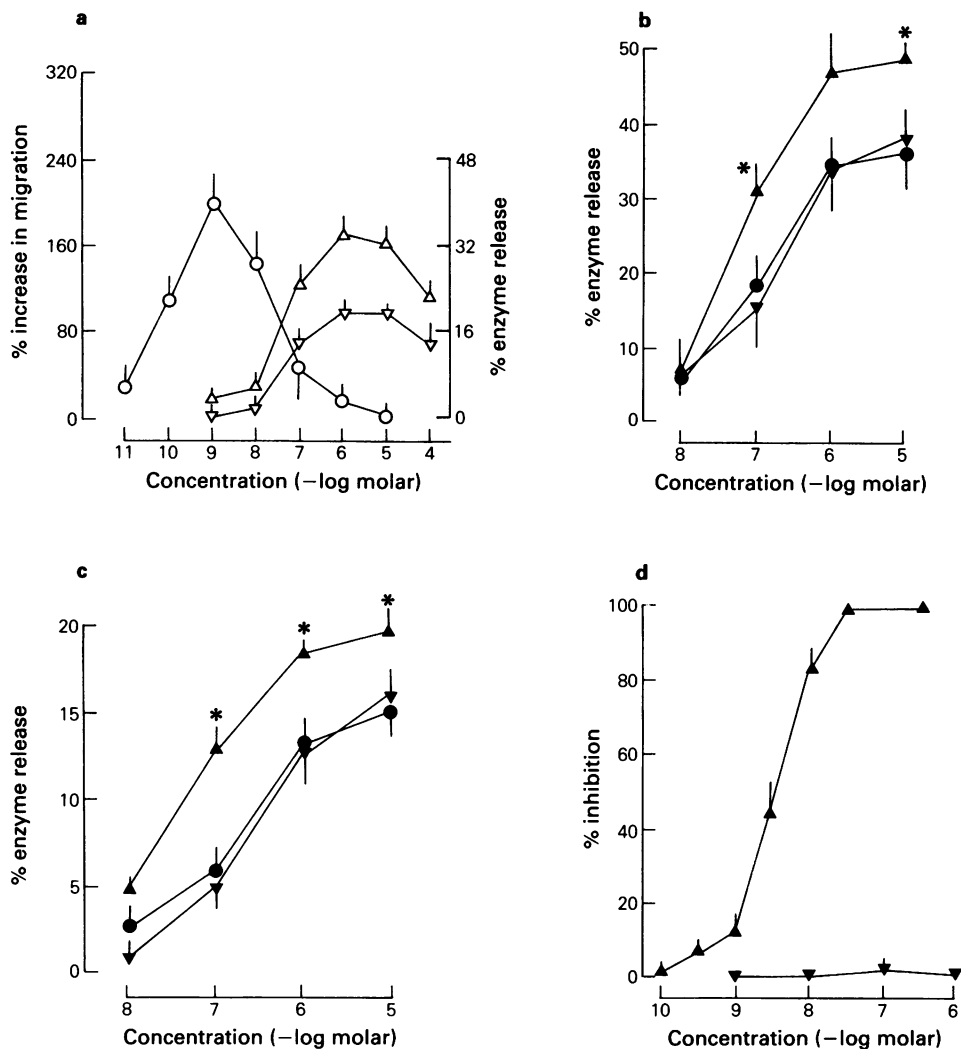 a
% increase in migration
320
240
160
80
0
48
32
16
0
% enzyme release
11 10 9 8 7 6 5 4
Concentration (−log molar)
b
% enzyme release
50
40
30
20
10
0
*
*
8 7 6 5
Concentration (−log molar)
c
% enzyme release
20
15
10
5
0
*
*
*
8 7 6 5
Concentration (−log molar)
d
% inhibition
100
80
60
40
20
0
10 9 8 7 6
Concentration (−log molar)